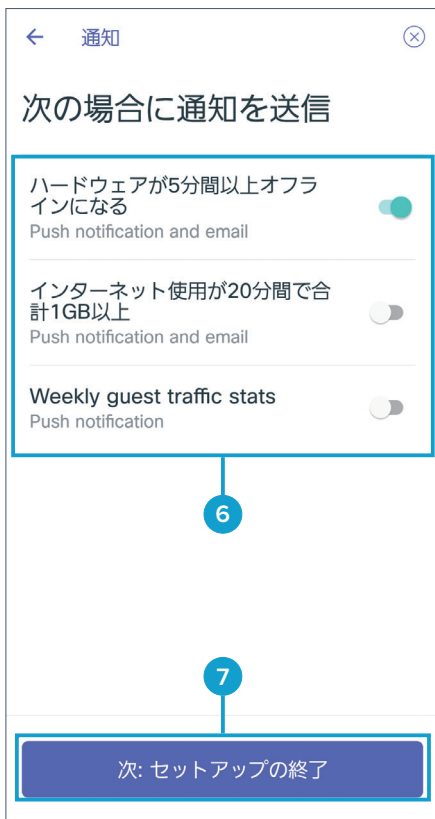 通知
次の場合に通知を送信
ハードウェアが5分間以上オフラ
インになる
Push notification and email
インターネット使用が20分間で合
計1GB以上
Push notification and email
Weekly guest traffic stats
Push notification
6
7
次: セットアップの終了